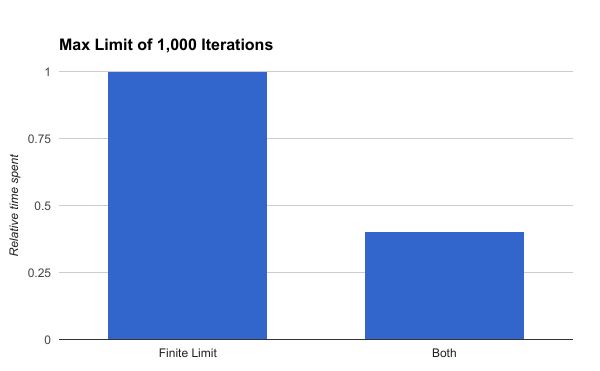 Max Limit of 1,000 Iterations
Relative time spent
1
0.75
0.5
0.25
0
Finite Limit
Both